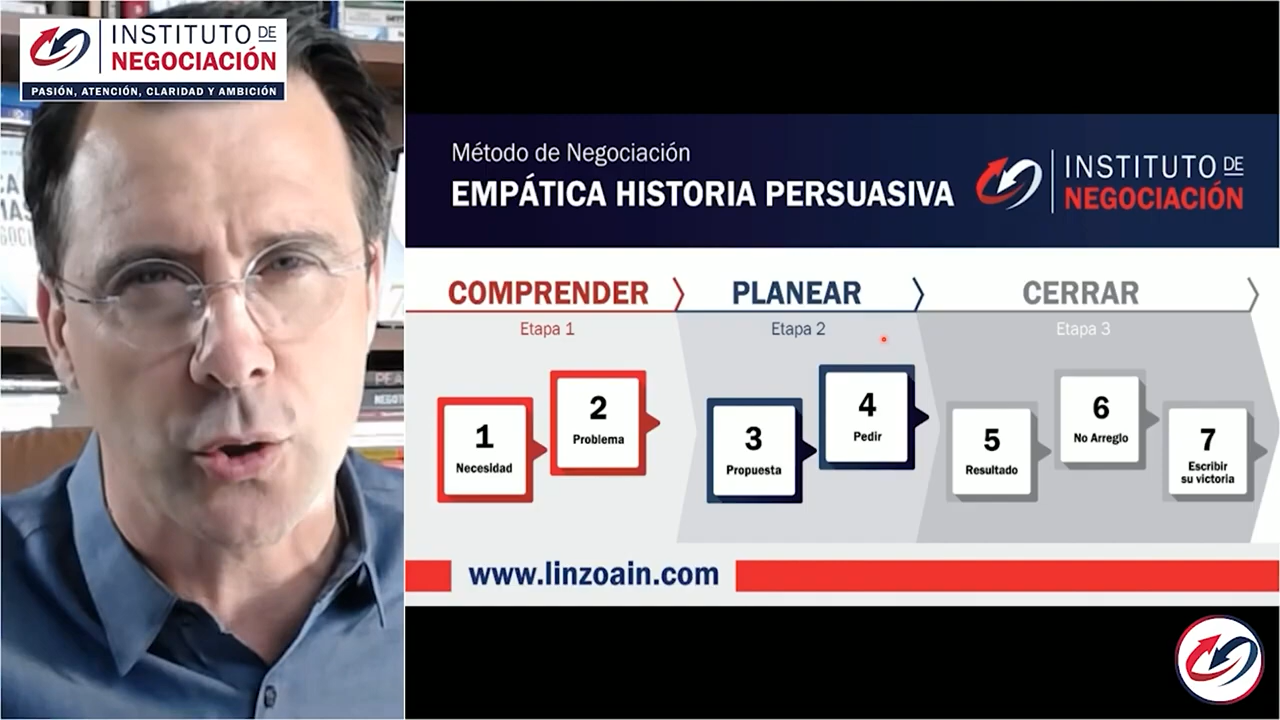 INSTITUTO DE
NEGOCIACIÓN
PASIÓN, ATENCIÓN, CLARIDAD Y AMBICIÓN
Método de Negociación
EMPÁTICA HISTORIA PERSUASIVA
INSTITUTO DE
NEGOCIACIÓN
COMPRENDER
PLANEAR
CERRAR
Etapa 1
Etapa 2
Etapa 3
1
Necesidad
2
Problema
3
Propuesta
4
Pedir
5
Resultado
6
No Arreglo
7
Escribir
su victoria
www.linzoain.com